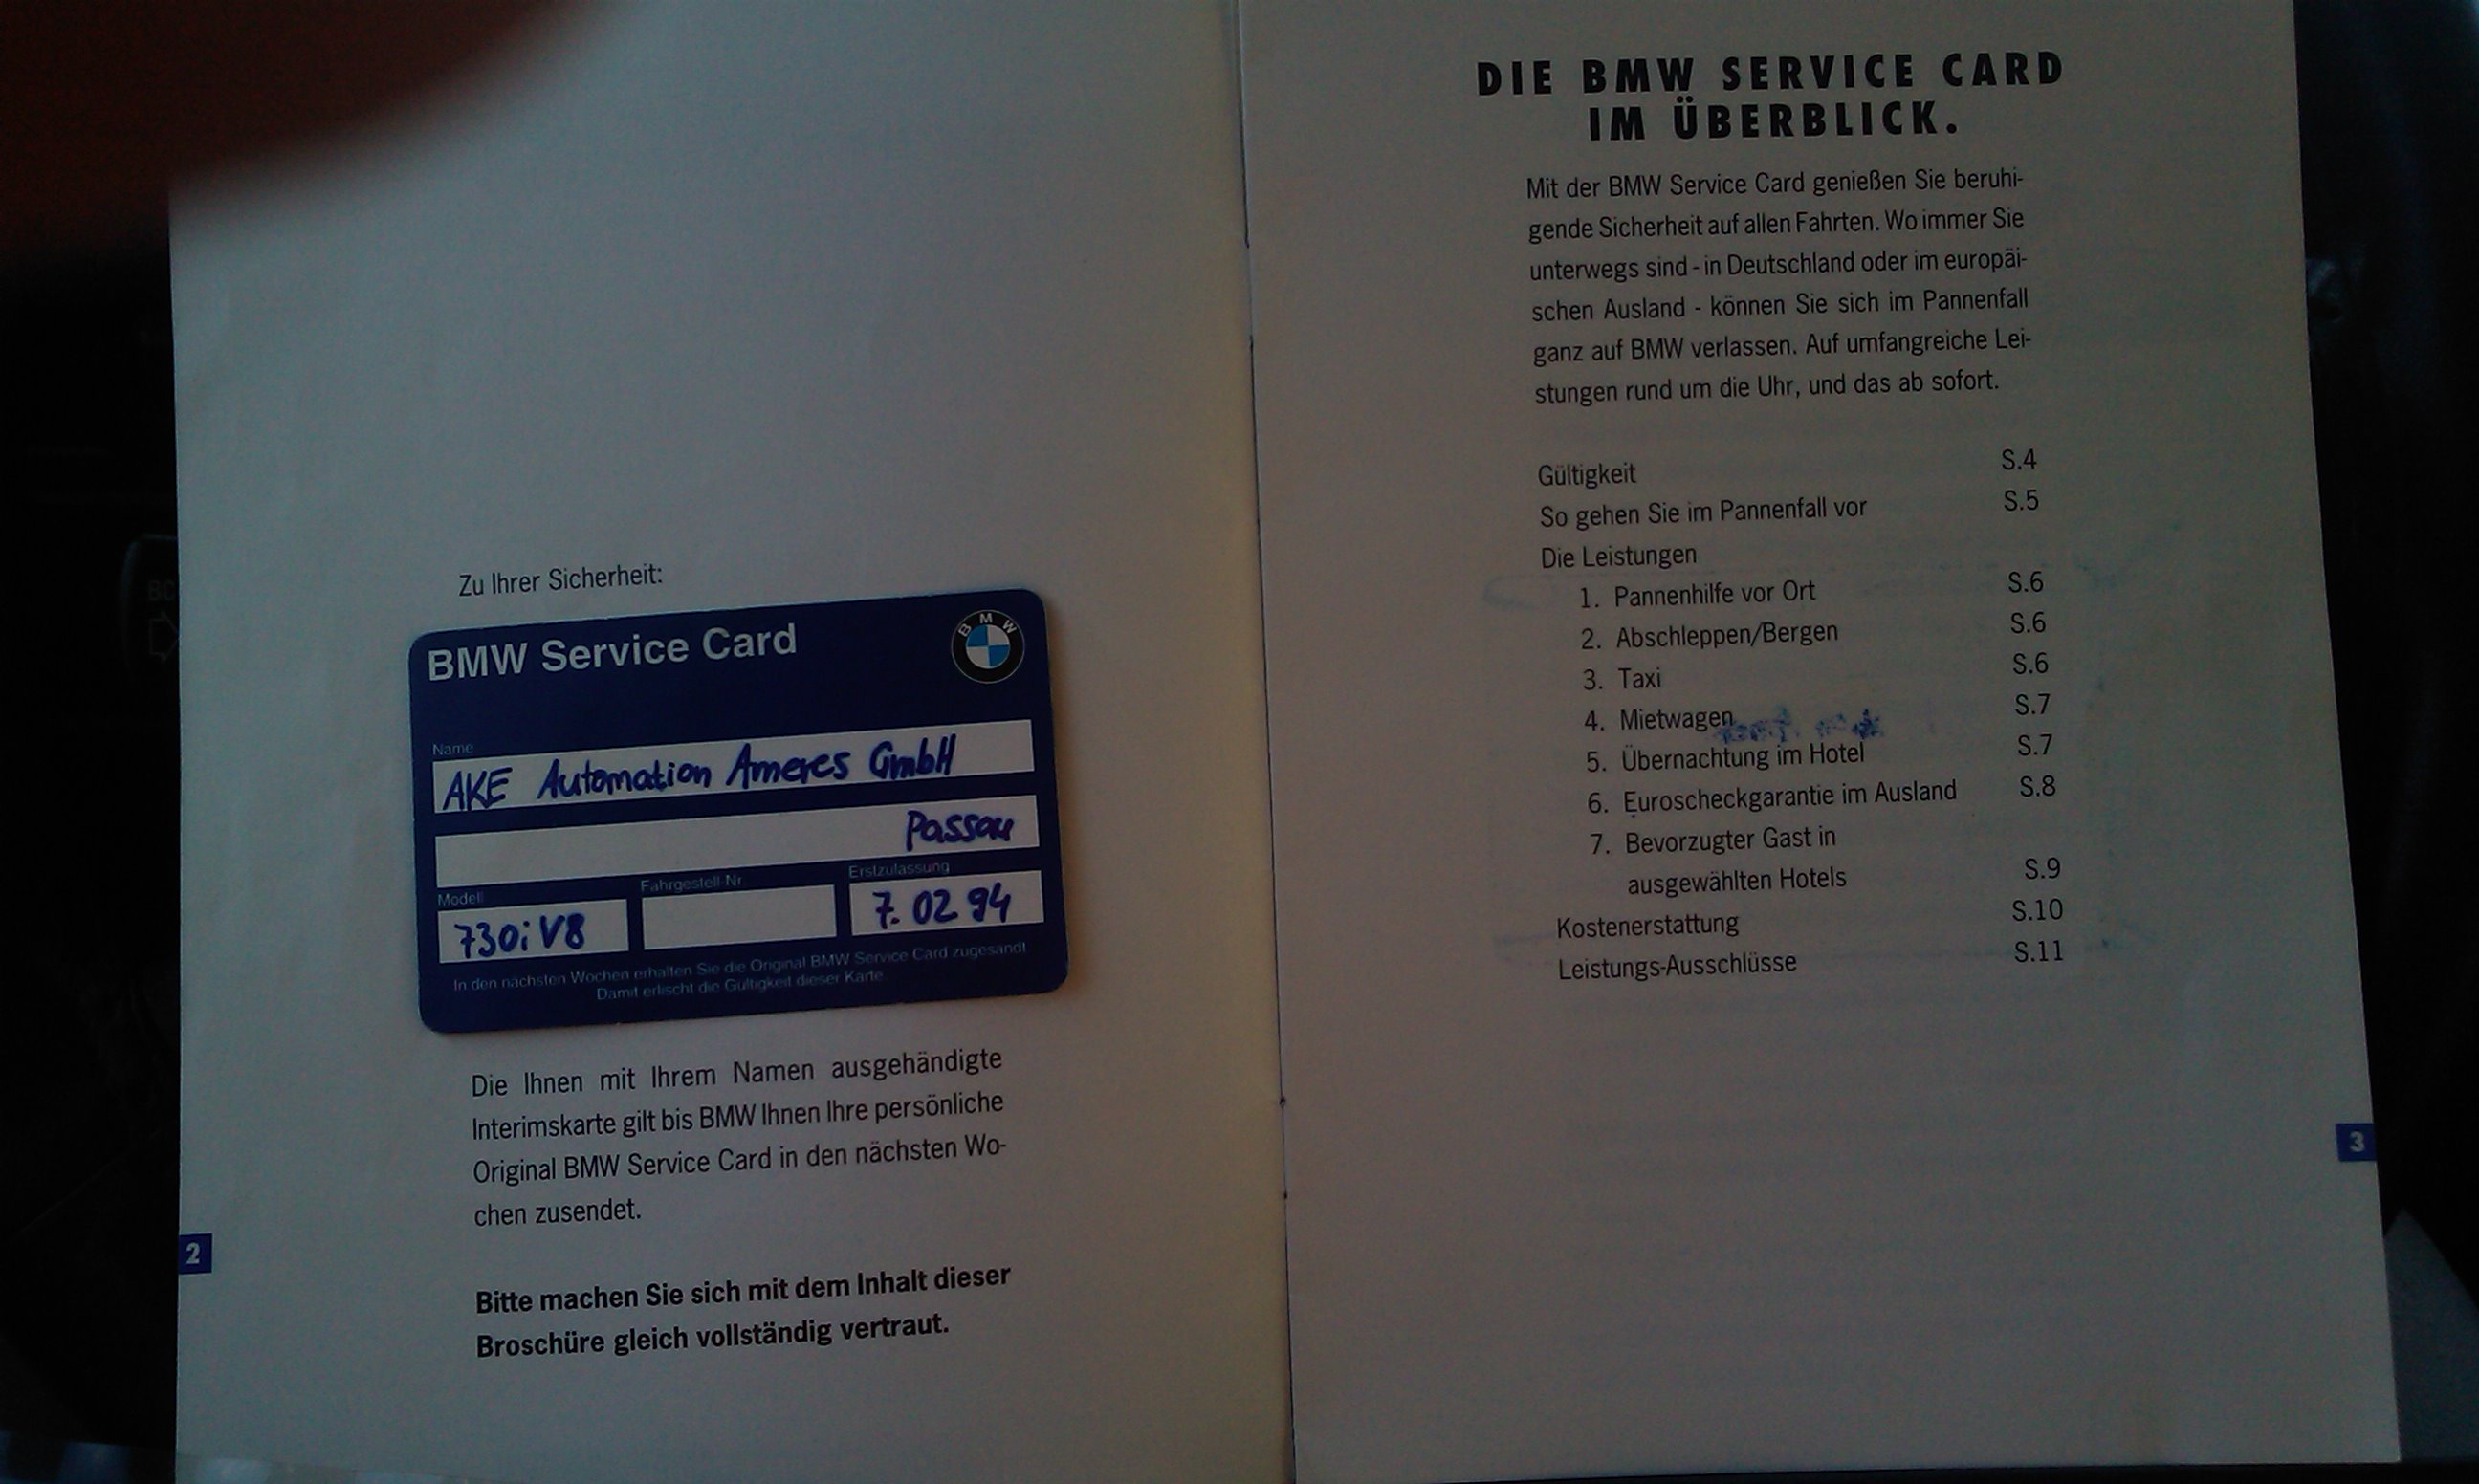 Zu Ihrer Sicherheit:
BMW Service Card
BMW
Name
AKE Automation Ameres GmbH
Passau
Modell
Fahrgestell-Nr
Erstzulassung
730i V8
7. 02 94
In den nächsten Wochen erhalten Sie die Original BMW Service Card zugesandt
Damit erlischt die Gültigkeit dieser Karte
Die Ihnen mit Ihrem Namen ausgehändigte
Interimskarte gilt bis BMW Ihnen Ihre persönliche
Original BMW Service Card in den nächsten Wo-
chen zusendet.
Bitte machen Sie sich mit dem Inhalt dieser
Broschüre gleich vollständig vertraut.
2
DIE BMW SERVICE CARD
IM ÜBERBLICK.
Mit der BMW Service Card genießen Sie beruhi-
gende Sicherheit auf allen Fahrten. Wo immer Sie
unterwegs sind - in Deutschland oder im europäi-
schen Ausland - können Sie sich im Pannenfall
ganz auf BMW verlassen. Auf umfangreiche Lei-
stungen rund um die Uhr, und das ab sofort.
Gültigkeit S.4
So gehen Sie im Pannenfall vor S.5
Die Leistungen
1. Pannenhilfe vor Ort S.6
2. Abschleppen/Bergen S.6
3. Taxi S.6
4. Mietwagen S.7
5. Übernachtung im Hotel S.7
6. Euroscheckgarantie im Ausland S.8
7. Bevorzugter Gast in
ausgewählten Hotels S.9
Kostenerstattung S.10
Leistungs-Ausschlüsse S.11
3
BC